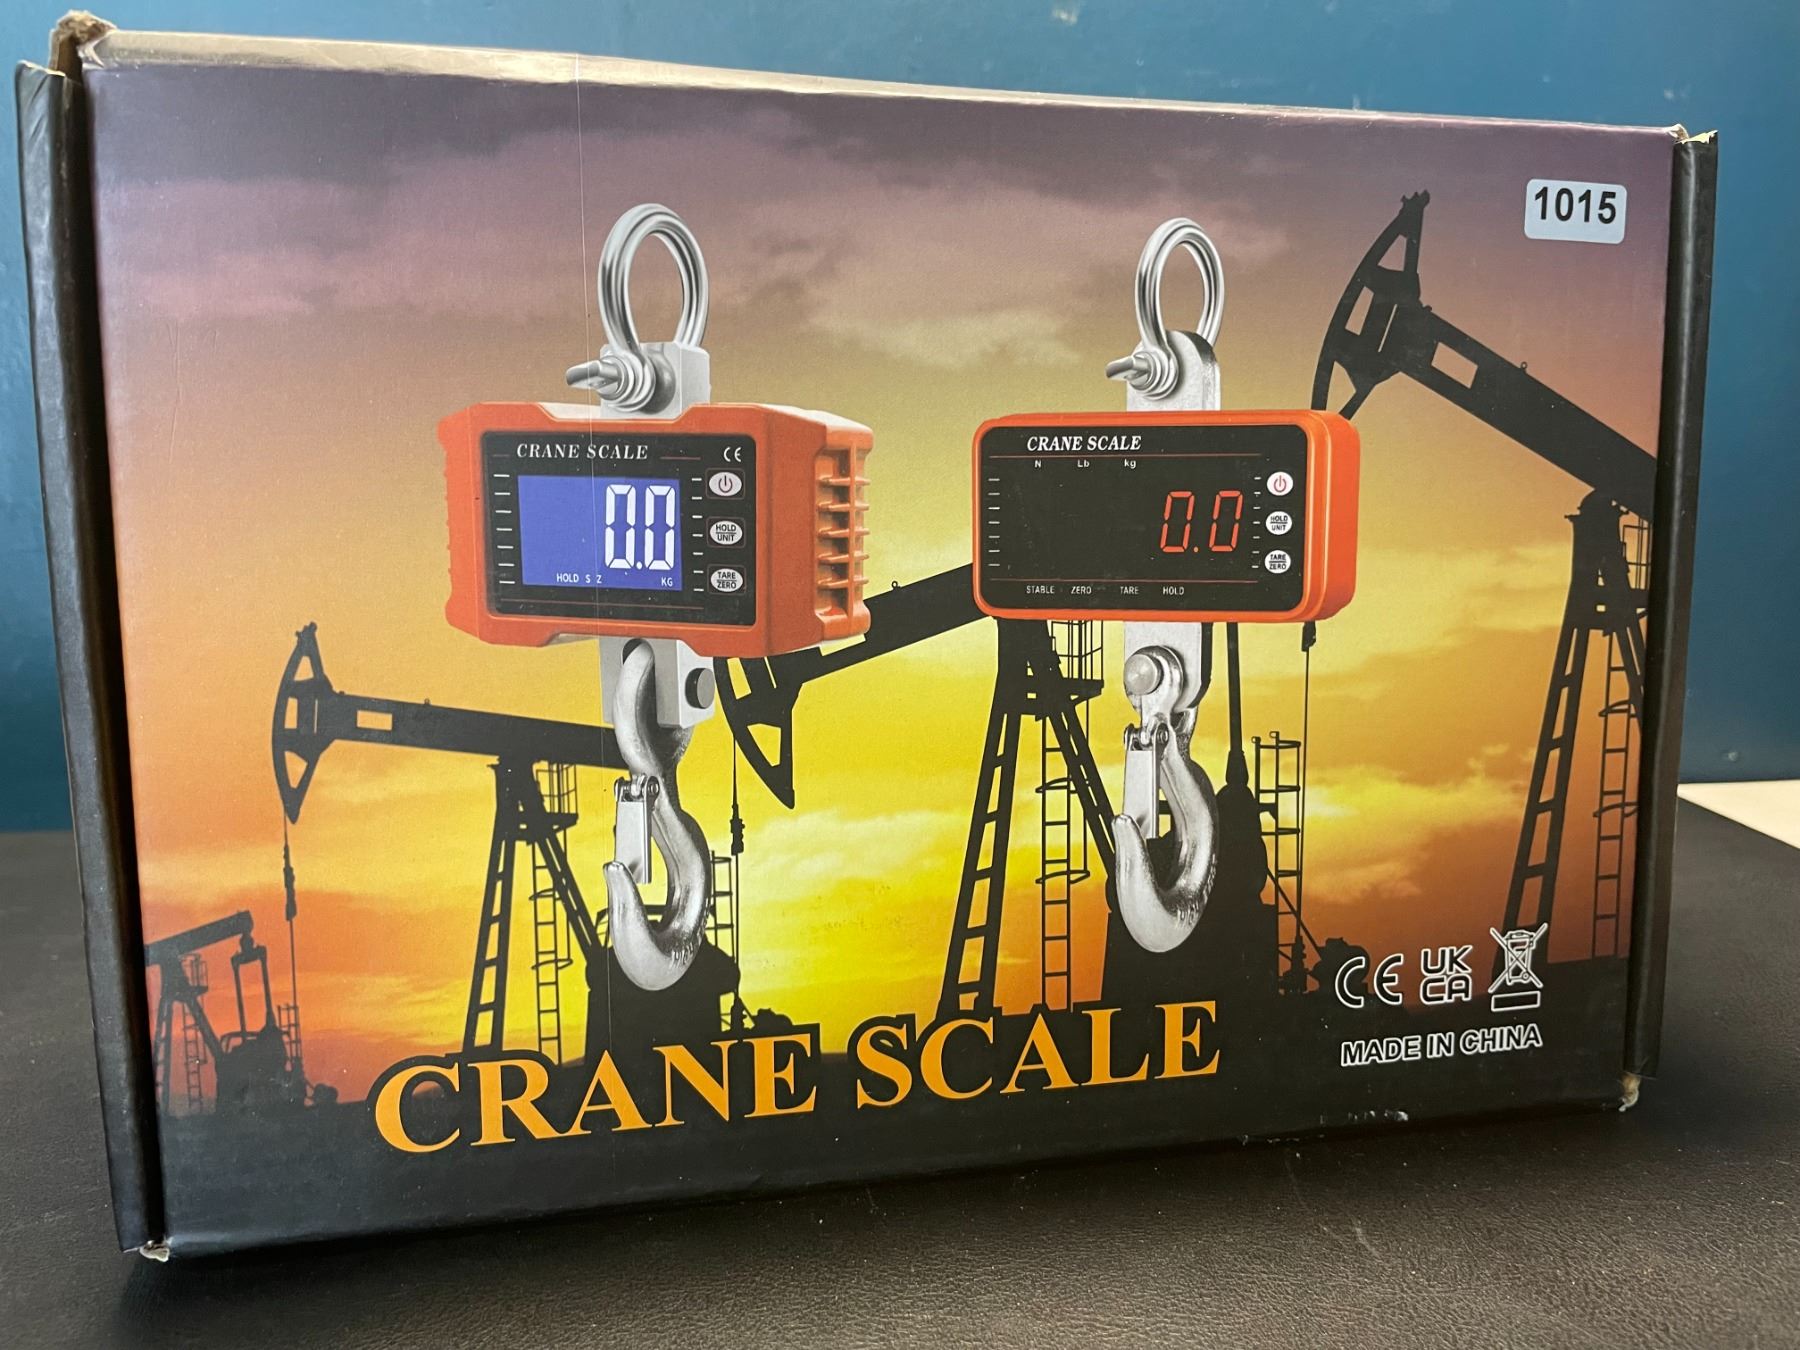 1015
CRANE SCALE
CE
0.0
HOLD S Z KG
HOLD
UNIT
TARE
ZERO
CRANE SCALE
N Lb kg
0.0
HOLD
UNIT
TARE
ZERO
STABLE ZERO TARE HOLD
CE UK
CA
MADE IN CHINA
CRANE SCALE